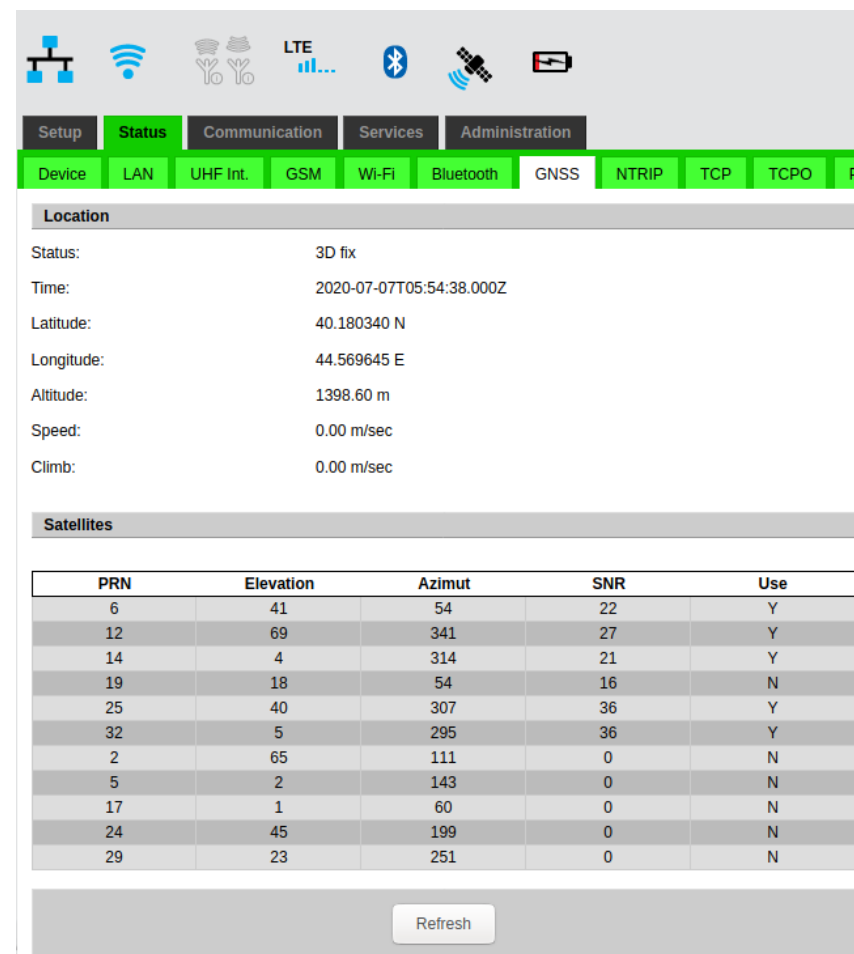 LTE
Setup Status Communication Services Administration
Device LAN UHF Int. GSM Wi-Fi Bluetooth GNSS NTRIP TCP TCPO
Location
Status: 3D fix
Time: 2020-07-07T05:54:38.000Z
Latitude: 40.180340 N
Longitude: 44.569645 E
Altitude: 1398.60 m
Speed: 0.00 m/sec
Climb: 0.00 m/sec
Satellites
PRN Elevation Azimut SNR Use
6 41 54 22 Y
12 69 341 27 Y
14 4 314 21 Y
19 18 54 16 N
25 40 307 36 Y
32 5 295 36 Y
2 65 111 0 N
5 2 143 0 N
17 1 60 0 N
24 45 199 0 N
29 23 251 0 N
Refresh